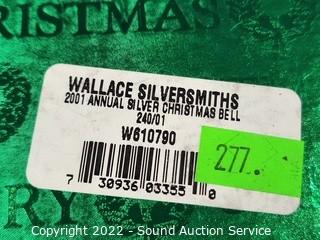 CHRISTMAS
WALLACE SILVERSMITHS
2001 ANNUAL SILVER CHRISTMAS BELL
240/01
W610790
277.
7 30936 03355 0
RY
Copyright 2022 - Sound Auction Service